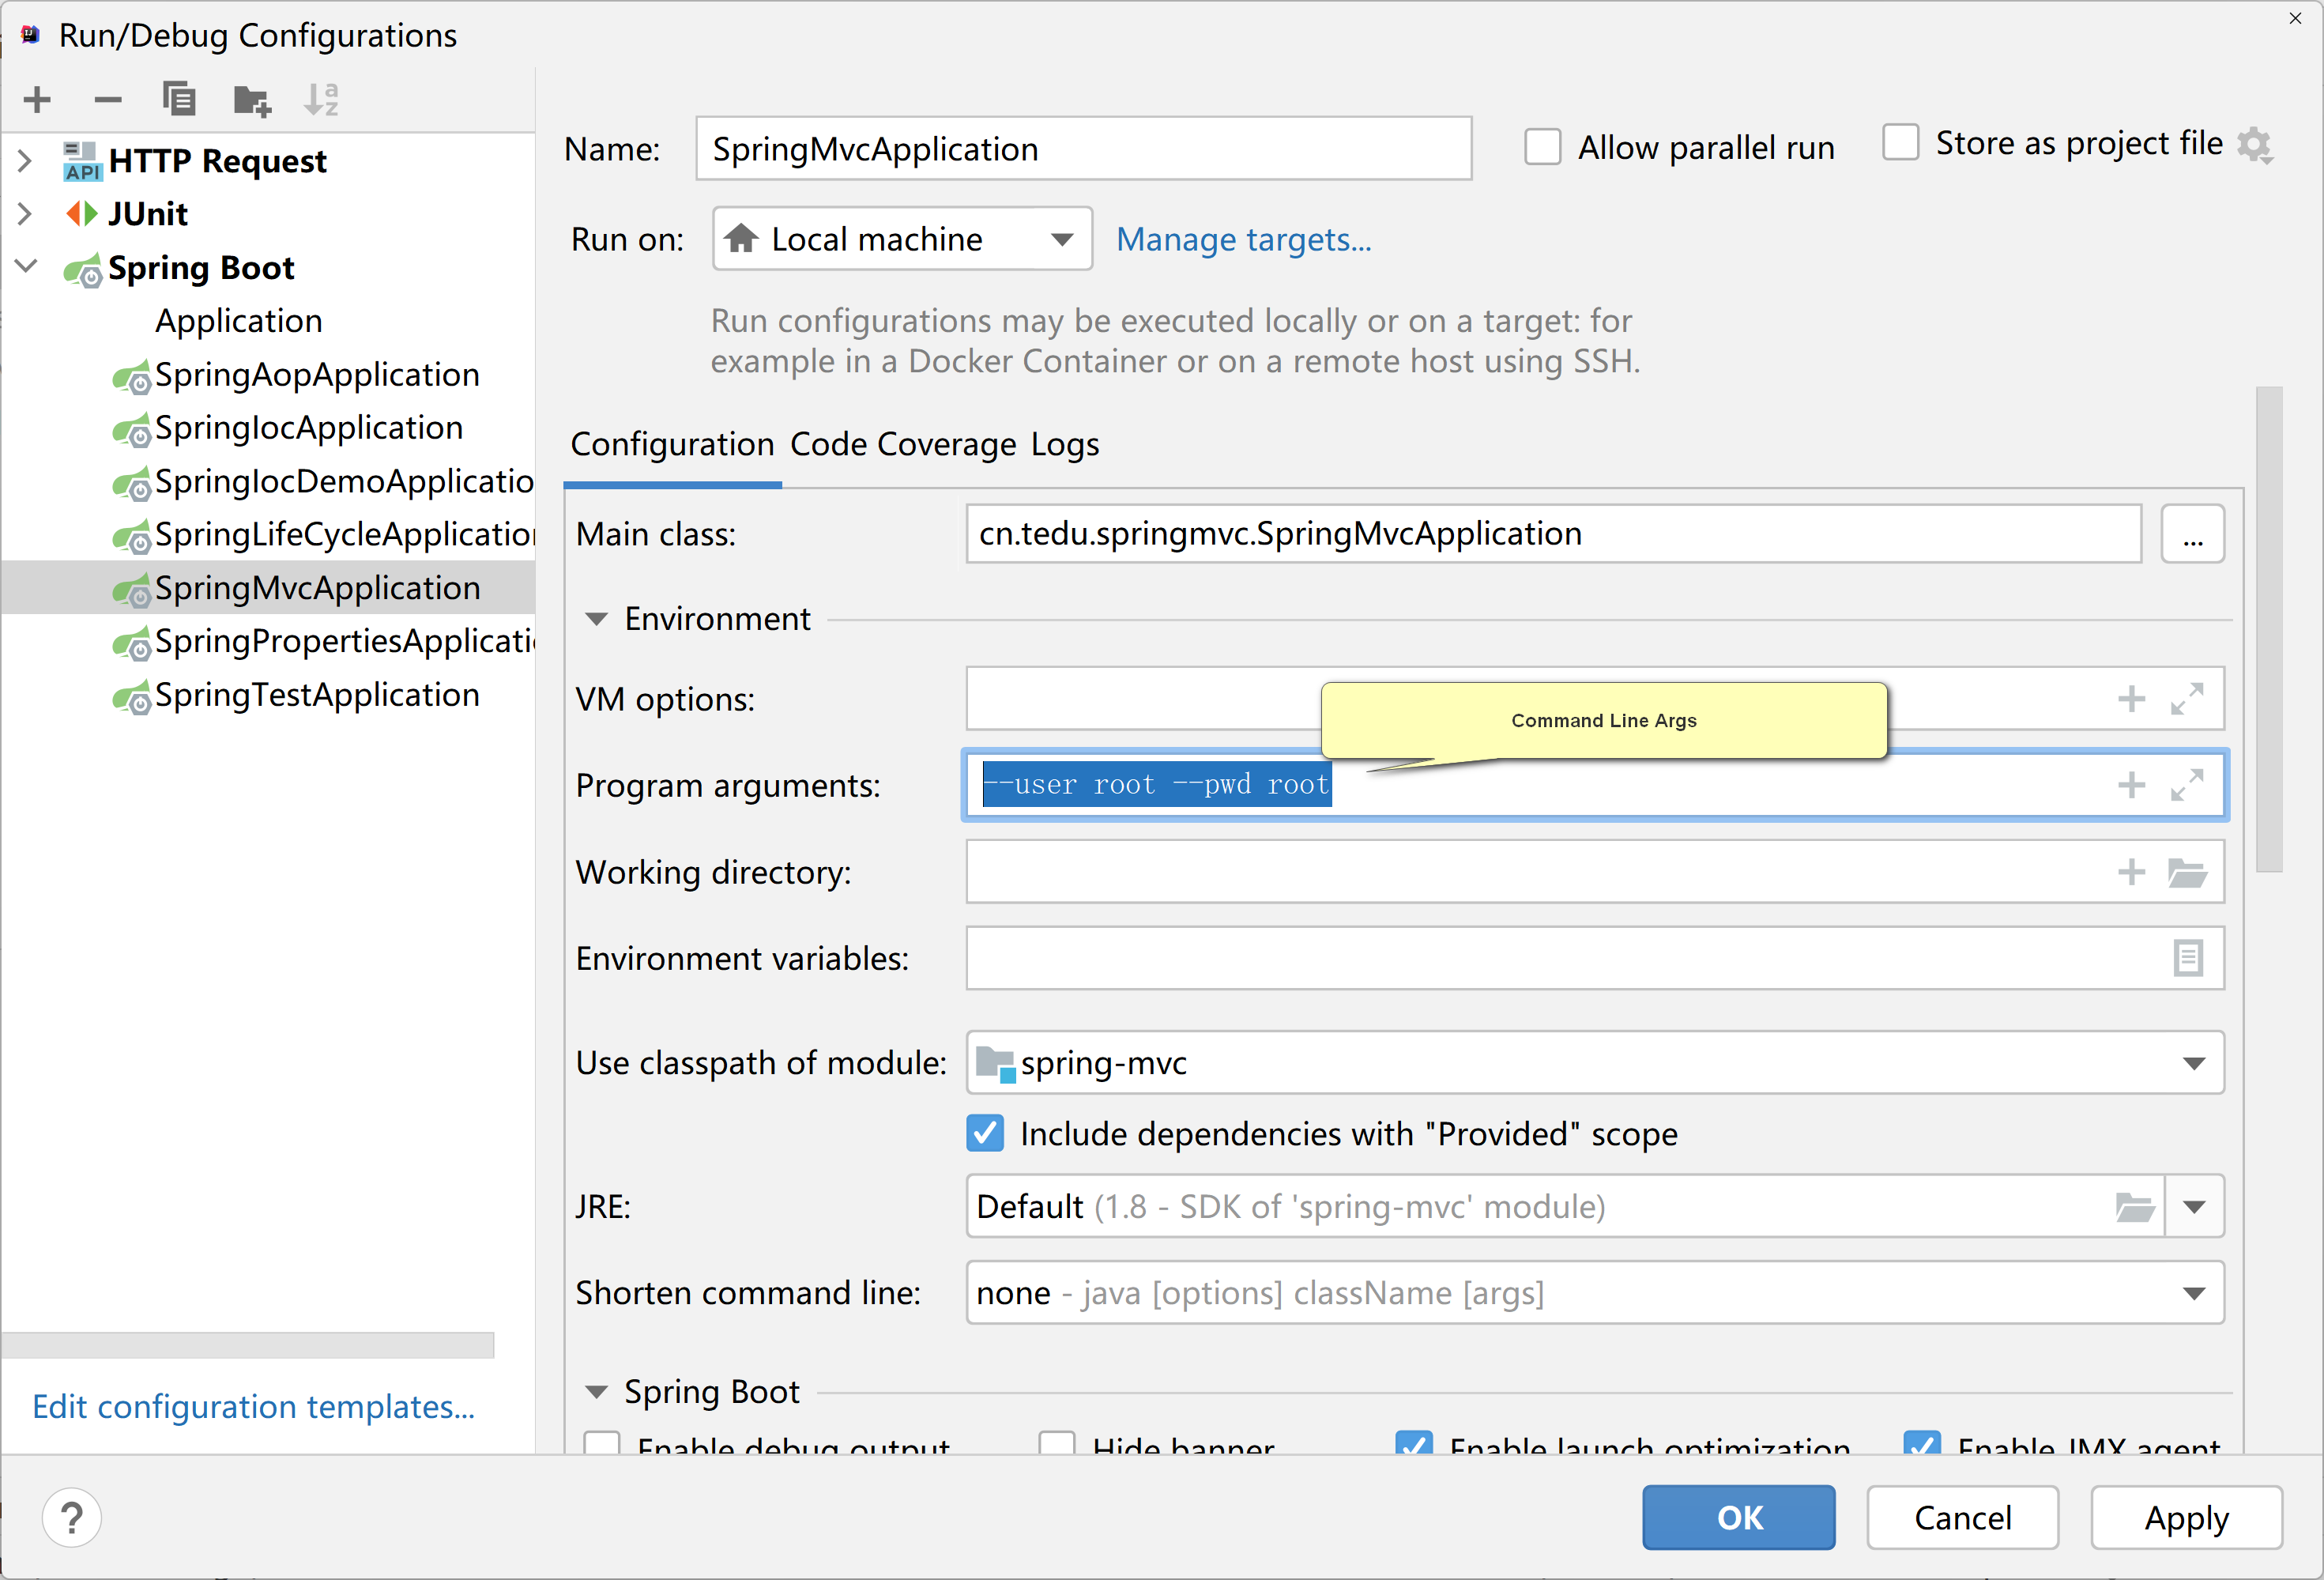 Run/Debug Configurations
HTTP Request
API
JUnit
Spring Boot
Application
SpringAopApplication
SpringIocApplication
SpringIocDemoApplicatio
SpringLifeCycleApplication
SpringMvcApplication
SpringPropertiesApplicati
SpringTestApplication
Edit configuration templates...
Name: SpringMvcApplication
Allow parallel run
Store as project file
Run on: Local machine
Manage targets...
Run configurations may be executed locally or on a target: for
example in a Docker Container or on a remote host using SSH.
Configuration Code Coverage Logs
Main class: cn.tedu.springmvc.SpringMvcApplication ...
Environment
VM options:
Command Line Args
Program arguments: --user root --pwd root
Working directory:
Environment variables:
Use classpath of module: spring-mvc
Include dependencies with "Provided" scope
JRE: Default (1.8 - SDK of 'spring-mvc' module)
Shorten command line: none - java [options] className [args]
Spring Boot
Enable debug output Hide banner Enable launch optimization Enable JMX agent
? OK Cancel Apply